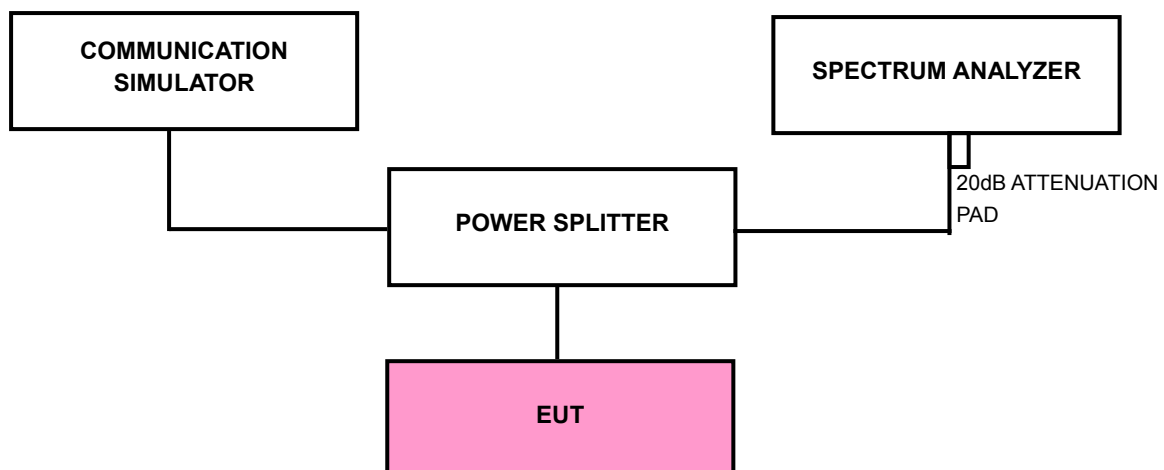 COMMUNICATION
SIMULATOR
SPECTRUM ANALYZER
20dB ATTENUATION
PAD
POWER SPLITTER
EUT